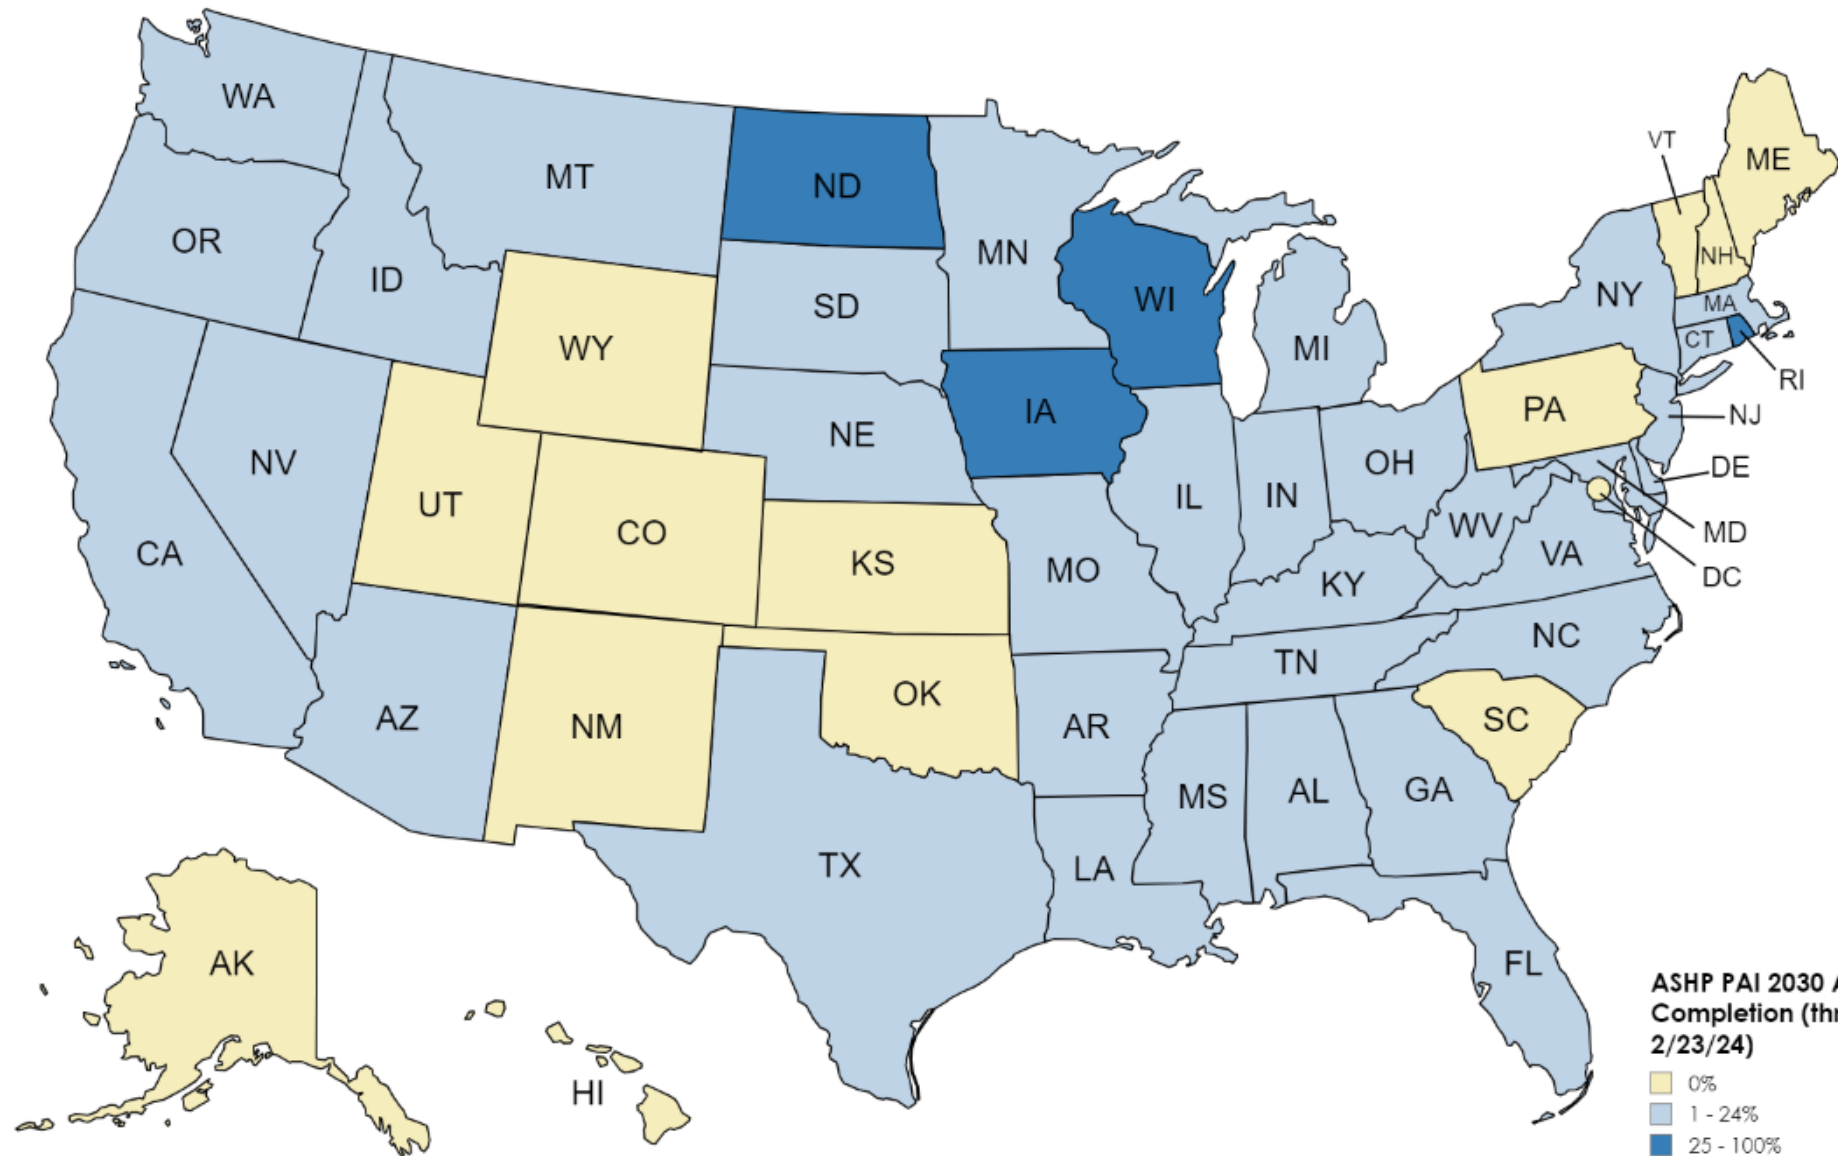 WA
VT
ME
MT
ND
OR
MN
NH
ID
SD
WI
NY
MA
CT
WY
MI
RI
IA
PA
NJ
NE
NV
OH
DE
UT
IL
IN
CO
WV
MD
CA
KS
VA
MO
DC
KY
NC
TN
OK
AZ
NM
AR
SC
MS
AL
GA
TX
LA
AK
FL
HI
ASHP PAI 2030
Completion
2/23/24)
0%
1 - 24%
25 - 100%